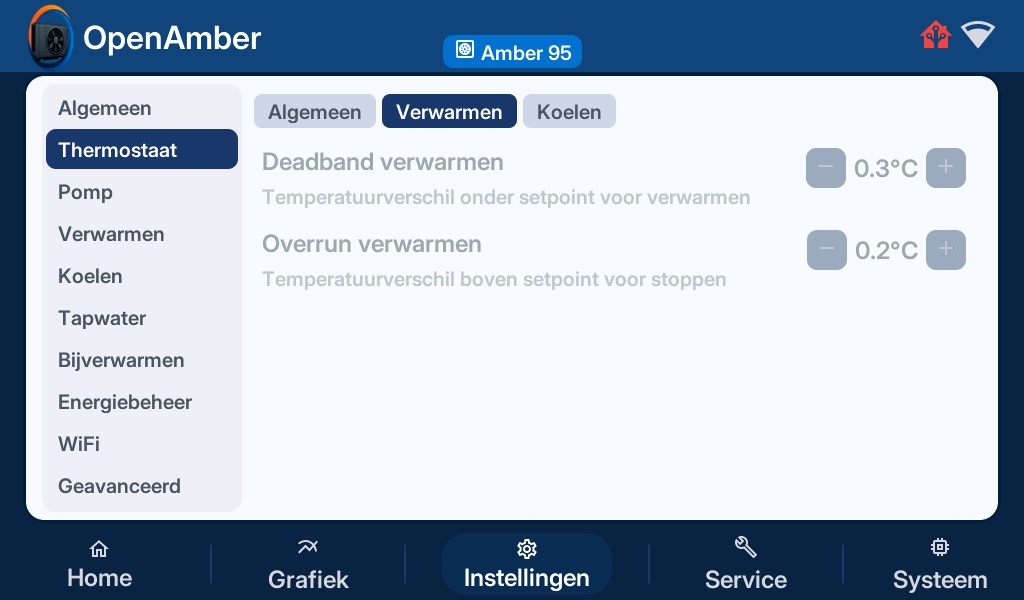 OpenAmber
Amber 95
Algemeen
Thermostaat
Pomp
Verwarmen
Koelen
Tapwater
Bijverwarmen
Energiebeheer
WiFi
Geavanceerd
Algemeen Verwarmen Koelen
Deadband verwarmen
Temperatuurverschil onder setpoint voor verwarmen
− 0.3°C +
Overrun verwarmen
Temperatuurverschil boven setpoint voor stoppen
− 0.2°C +
Home Grafiek Instellingen Service Systeem